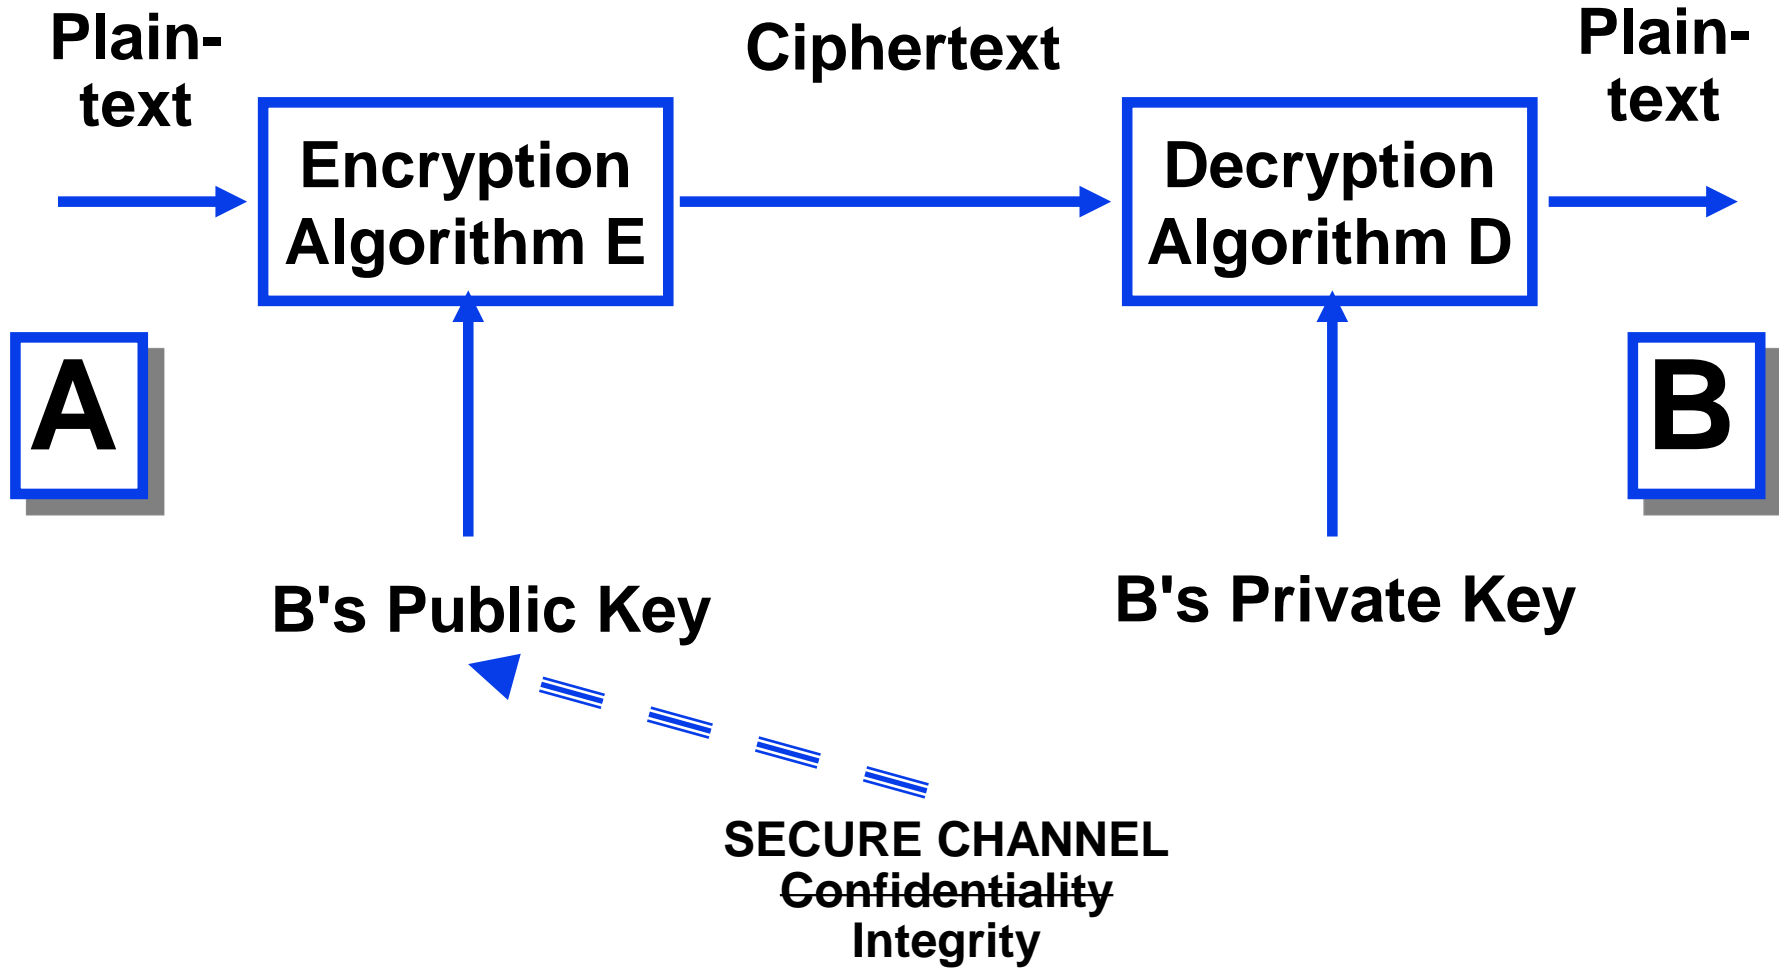 Plain-
text
Ciphertext
Plain-
text
Encryption
Algorithm E
Decryption
Algorithm D
A
B
B's Public Key
B's Private Key
SECURE CHANNEL
Confidentiality
Integrity